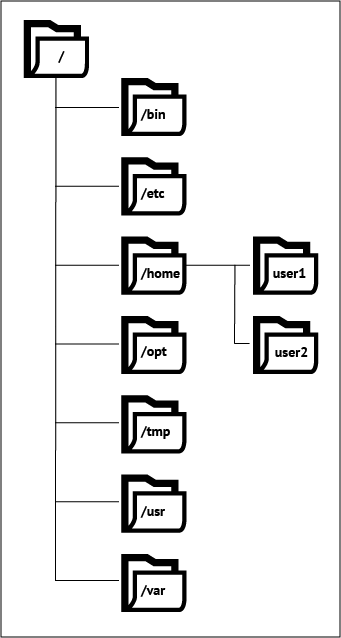 /
/bin
/etc
/home
user1
user2
/opt
/tmp
/usr
/var